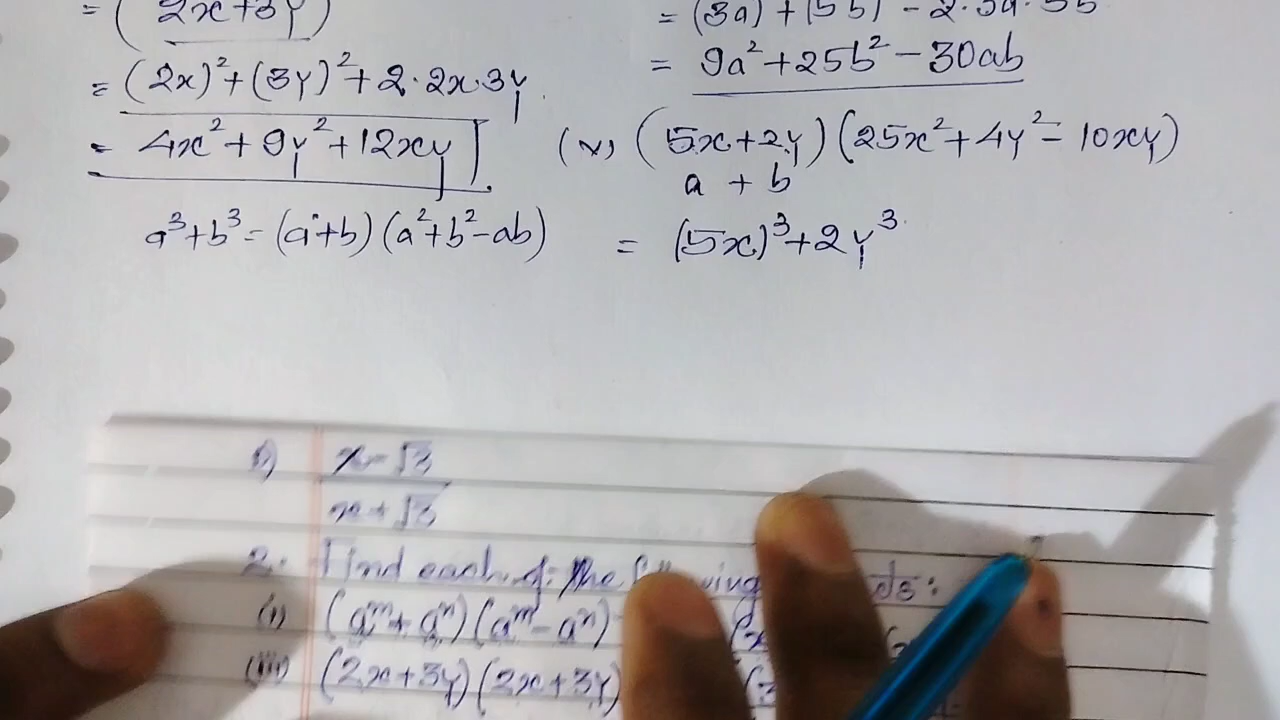 = (2x+3y)
= (2x)²+(3y)²+2·2x·3y
= 4x²+9y²+12xy
a³+b³=(a+b)(a²+b²-ab)
= (3a)+(5b)-2·3a·5b
= 9a²+25b²-30ab
(v) (5x+2y)(25x²+4y²-10xy)
a + b
= (5x)³+2y³
x-√3
x+√3
2. Find each of the following
(i) (aᵐ+aⁿ)(aᵐ-aⁿ)
(iii) (2x+3y)(2x+3y)